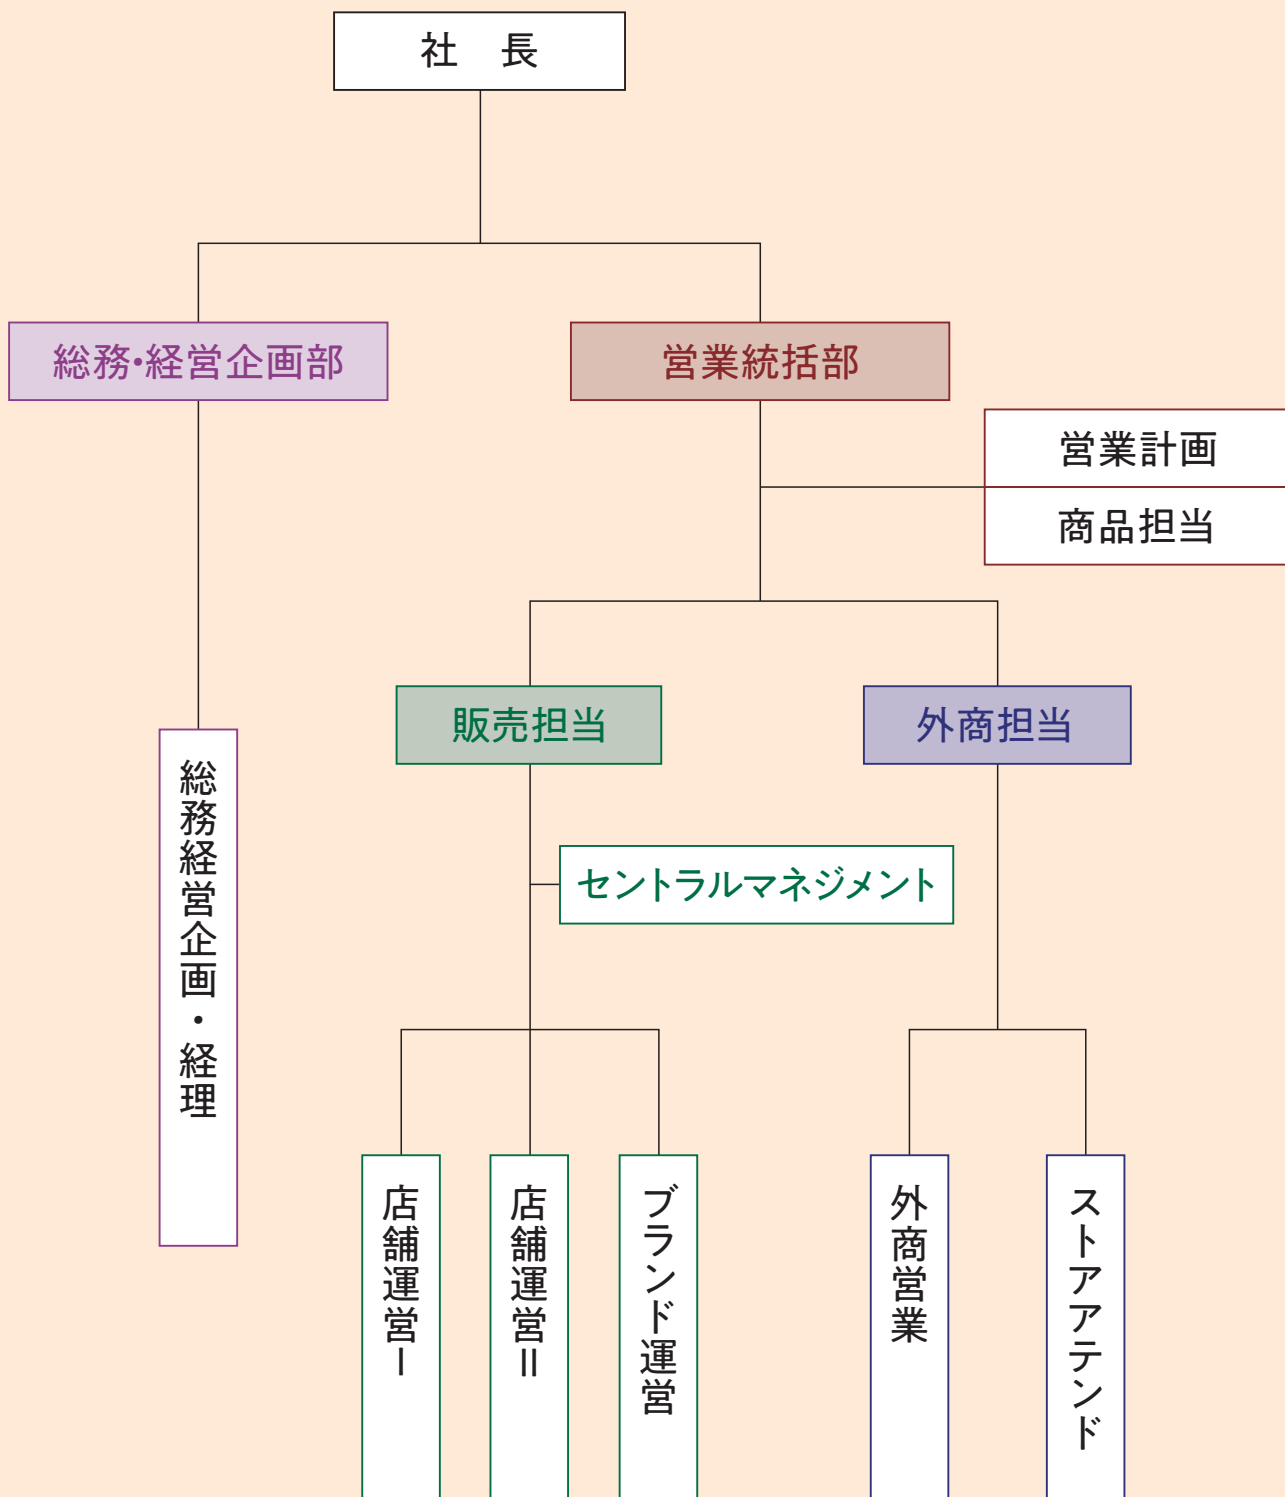 社　長
総務・経営企画部
営業統括部
営業計画
商品担当
販売担当
外商担当
セントラルマネジメント
総務経営企画・経理
店舗運営Ⅰ
店舗運営Ⅱ
ブランド運営
外商営業
ストアアテンド